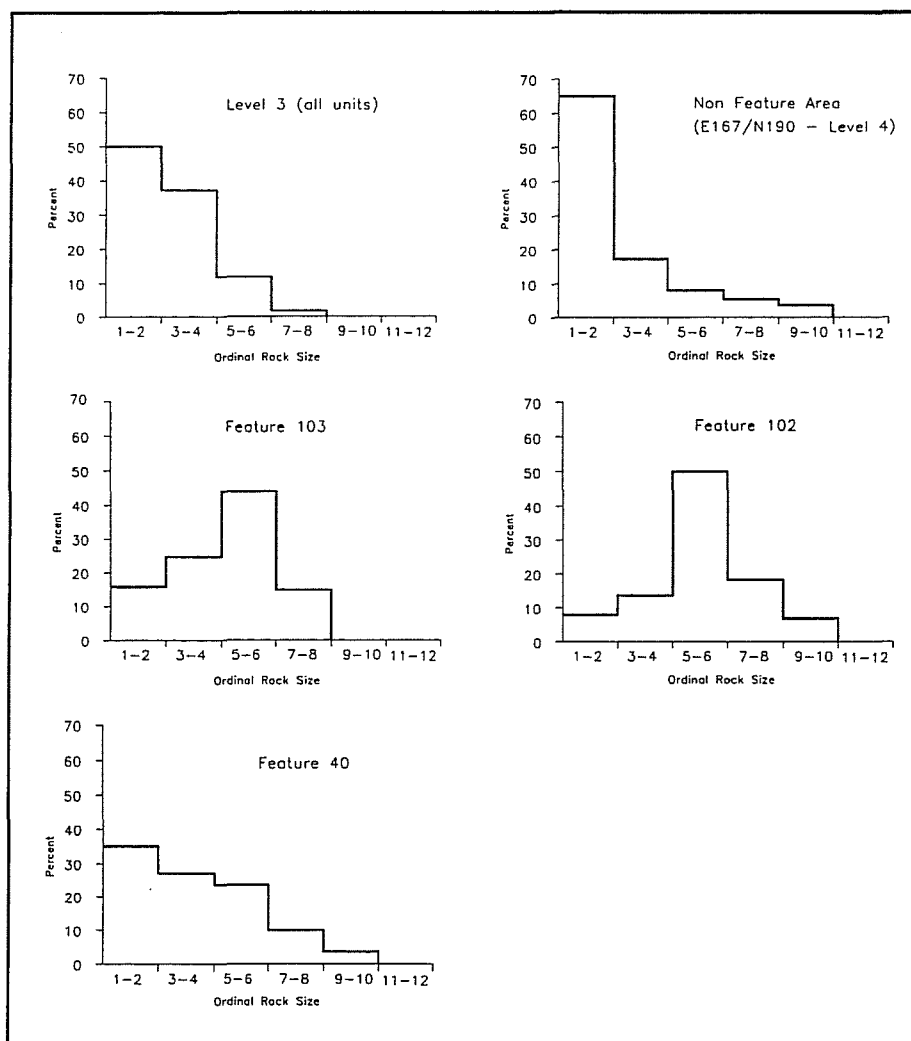 Level 3 (all units)
70
60
50
40
30
20
10
0
Percent
1-2 3-4 5-6 7-8 9-10 11-12
Ordinal Rock Size
Non Feature Area
(E167/N190 - Level 4)
70
60
50
40
30
20
10
0
Percent
1-2 3-4 5-6 7-8 9-10 11-12
Ordinal Rock Size
Feature 103
70
60
50
40
30
20
10
0
Percent
1-2 3-4 5-6 7-8 9-10 11-12
Ordinal Rock Size
Feature 102
70
60
50
40
30
20
10
0
Percent
1-2 3-4 5-6 7-8 9-10 11-12
Ordinal Rock Size
Feature 40
70
60
50
40
30
20
10
0
Percent
1-2 3-4 5-6 7-8 9-10 11-12
Ordinal Rock Size